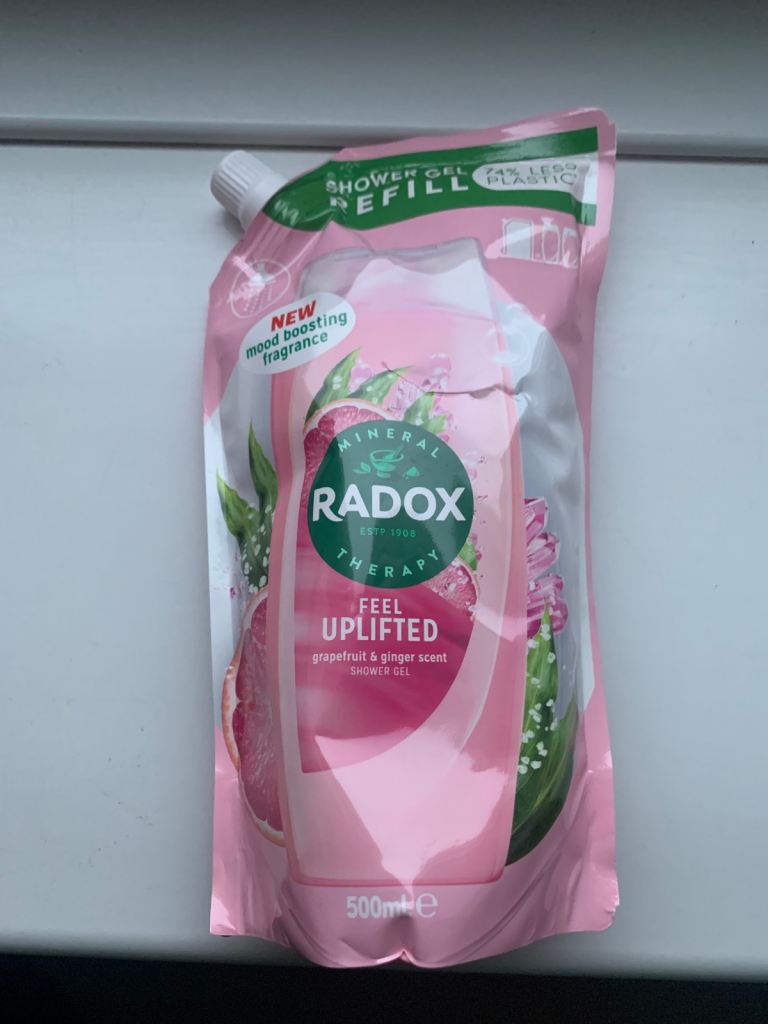 SHOWER GEL
REFILL
74% LESS
PLASTIC
NEW
mood boosting
fragrance
MINERAL
RADOX
ESTD 1908
THERAPY
FEEL
UPLIFTED
grapefruit & ginger scent
SHOWER GEL
500ml e